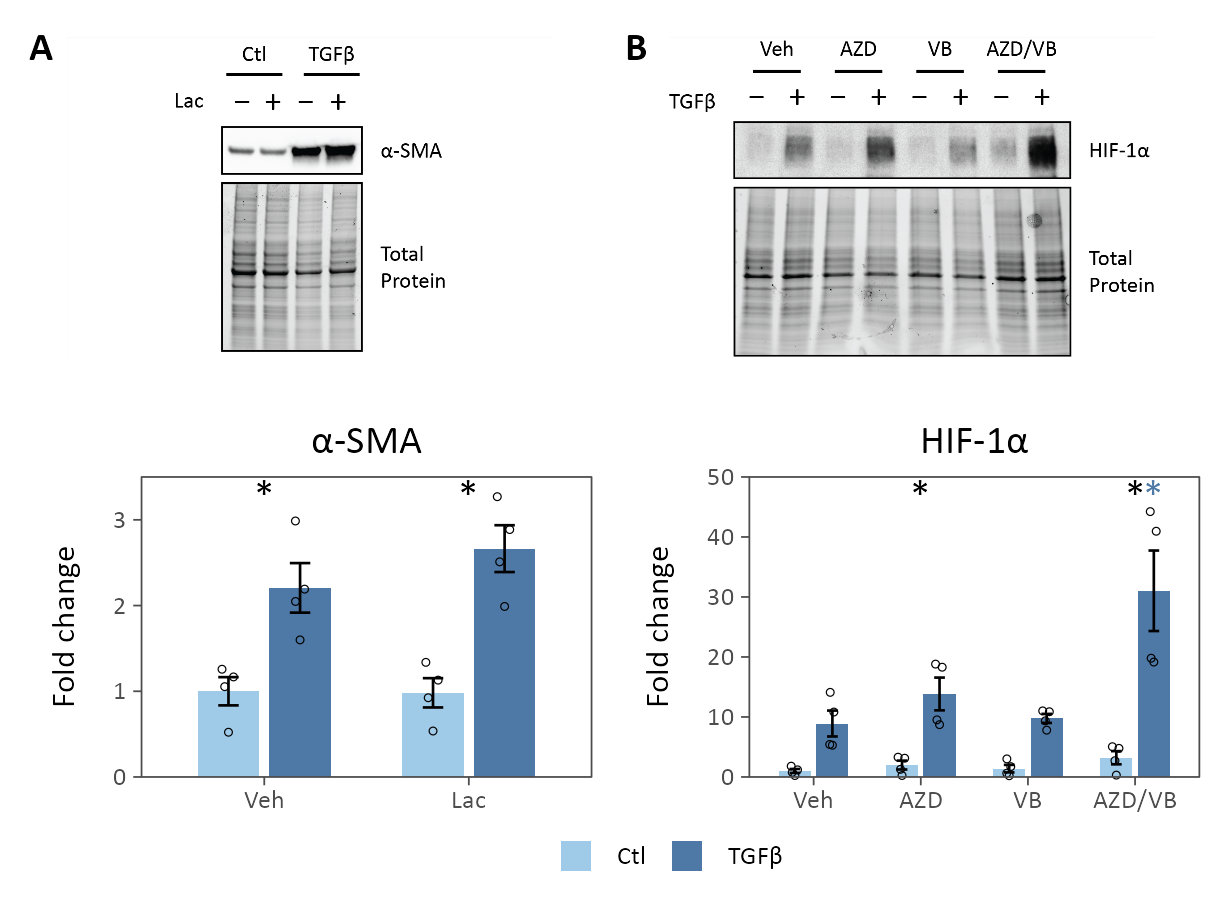 A
Ctl TGFβ
Lac − + − +
α-SMA
Total
Protein
B
Veh AZD VB AZD/VB
TGFβ − + − + − + − +
HIF-1α
Total
Protein
α-SMA
Fold change
3
2
1
0
* *
Veh Lac
HIF-1α
Fold change
50
40
30
20
10
0
* * *
Veh AZD VB AZD/VB
Ctl TGFβ